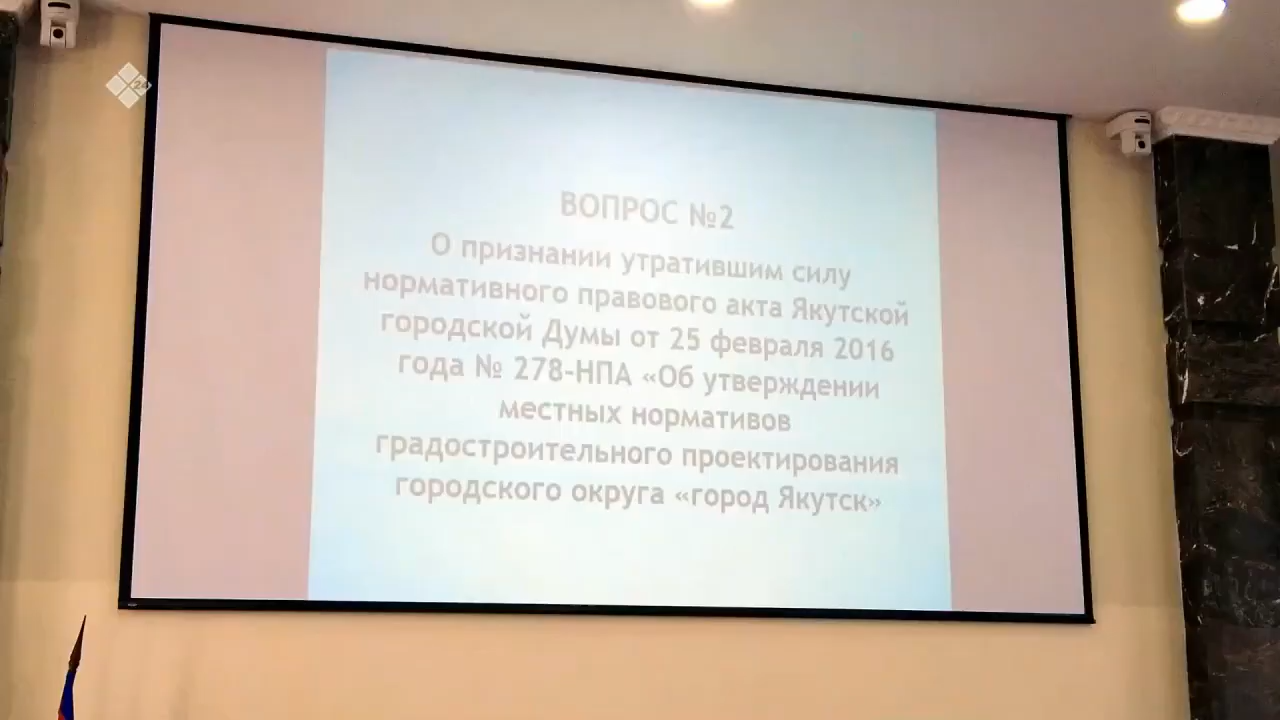 24
ВОПРОС №2
О признании утратившим силу
нормативного правового акта Якутской
городской Думы от 25 февраля 2016
года № 278-НПА «Об утверждении
местных нормативов
градостроительного проектирования
городского округа «город Якутск»